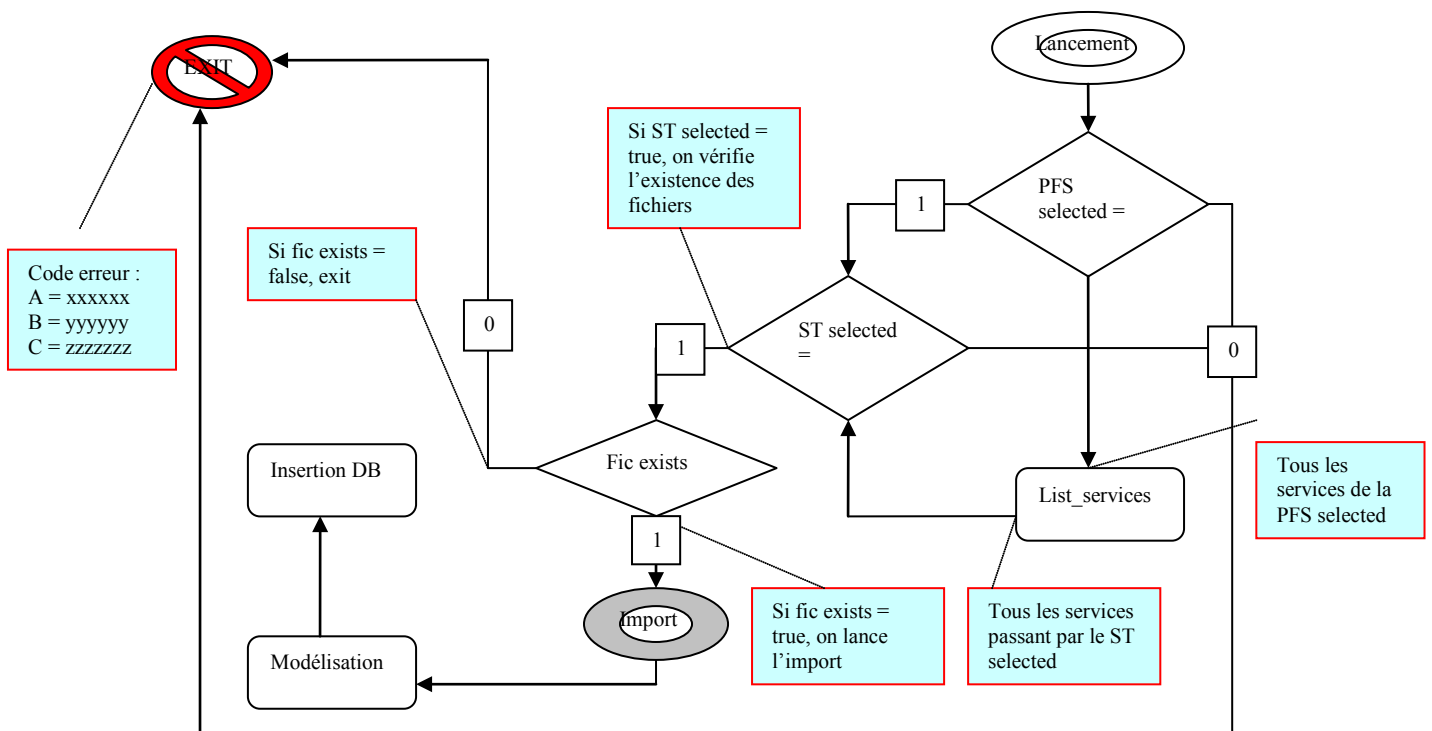 EXIT
Lancement
Si ST selected =
true, on vérifie
l’existence des
fichiers
PFS
selected =
1
Si fic exists =
false, exit
Code erreur :
A = xxxxxx
B = yyyyyy
C = zzzzzzz
0
ST selected
=
1
0
Fic exists
Insertion DB
List_services
Tous les
services de la
PFS selected
1
Import
Si fic exists =
true, on lance
l’import
Tous les services
passant par le ST
selected
Modélisation